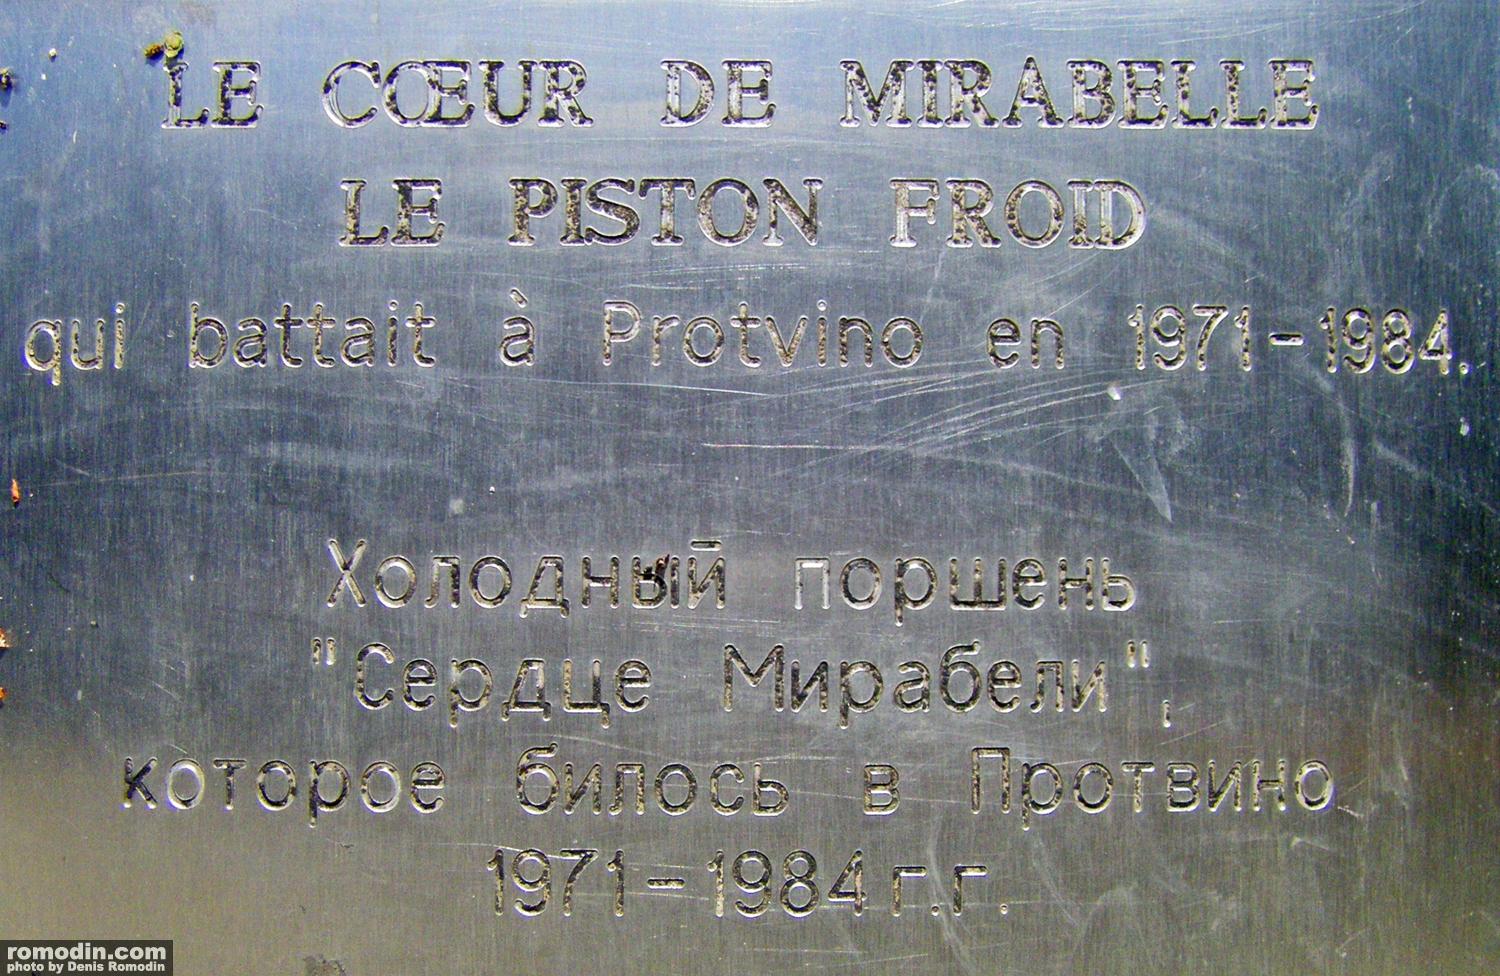 LE CŒUR DE MIRABELLE
LE PISTON FROID
qui battait à Protvino en 1971-1984.
Холодный поршень
"Сердце Мирабели",
которое билось в Протвино
1971-1984 г.г.
romodin.com
photo by Denis Romodin